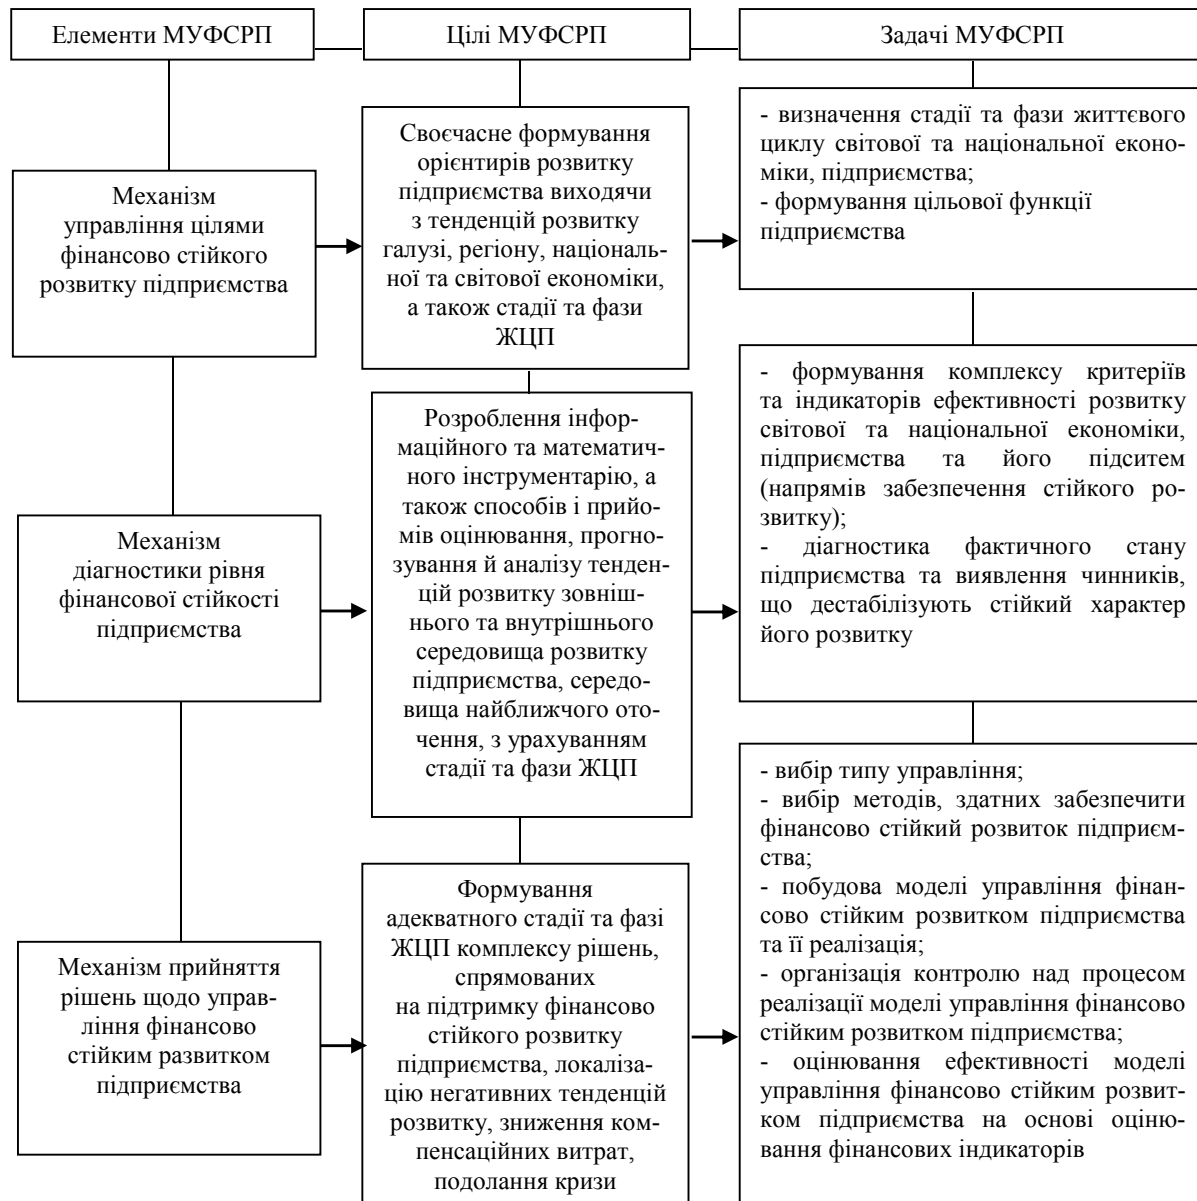 Елементи МУФСРП
Цілі МУФСРП
Задачі МУФСРП
Механізм
управління цілями
фінансово стійкого
розвитку підприємства
Своєчасне формування
орієнтирів розвитку
підприємства виходячи
з тенденцій розвитку
галузі, регіону, національ-
ної та світової економіки,
а також стадії та фази
ЖЦП
- визначення стадії та фази життєвого
циклу світової та національної еконо-
міки, підприємства;
- формування цільової функції
підприємства
Механізм
діагностики рівня
фінансової стійкості
підприємства
Розроблення інфор-
маційного та математич-
ного інструментарію, а
також способів і прийо-
мів оцінювання, прогно-
зування й аналізу тенден-
цій розвитку зовніш-
нього та внутрішнього
середовища розвитку
підприємства, середо-
вища найближчого ото-
чення, з урахуванням
стадії та фази ЖЦП
- формування комплексу критеріїв
та індикаторів ефективності розвитку
світової та національної економіки,
підприємства та його підситем
(напрямів забезпечення стійкого ро-
звитку);
- діагностика фактичного стану
підприємства та виявлення чинників,
що дестабілізують стійкий характер
його розвитку
Механізм прийняття
рішень щодо управ-
ління фінансово
стійким развитком
підприємства
Формування
адекватного стадії та фазі
ЖЦП комплексу рішень,
спрямованих
на підтримку фінансово
стійкого розвитку
підприємства, локаліза-
цію негативних тенденцій
розвитку, зниження ком-
пенсаційних витрат,
подолання кризи
- вибір типу управління;
- вибір методів, здатних забезпечити
фінансово стійкий розвиток підприєм-
ства;
- побудова моделі управління фінан-
сово стійким розвитком підприємства
та її реалізація;
- організація контролю над процесом
реалізації моделі управління фінансово
стійким розвитком підприємства;
- оцінювання ефективності моделі
управління фінансово стійким розвит-
ком підприємства на основі оціню-
вання фінансових індикаторів